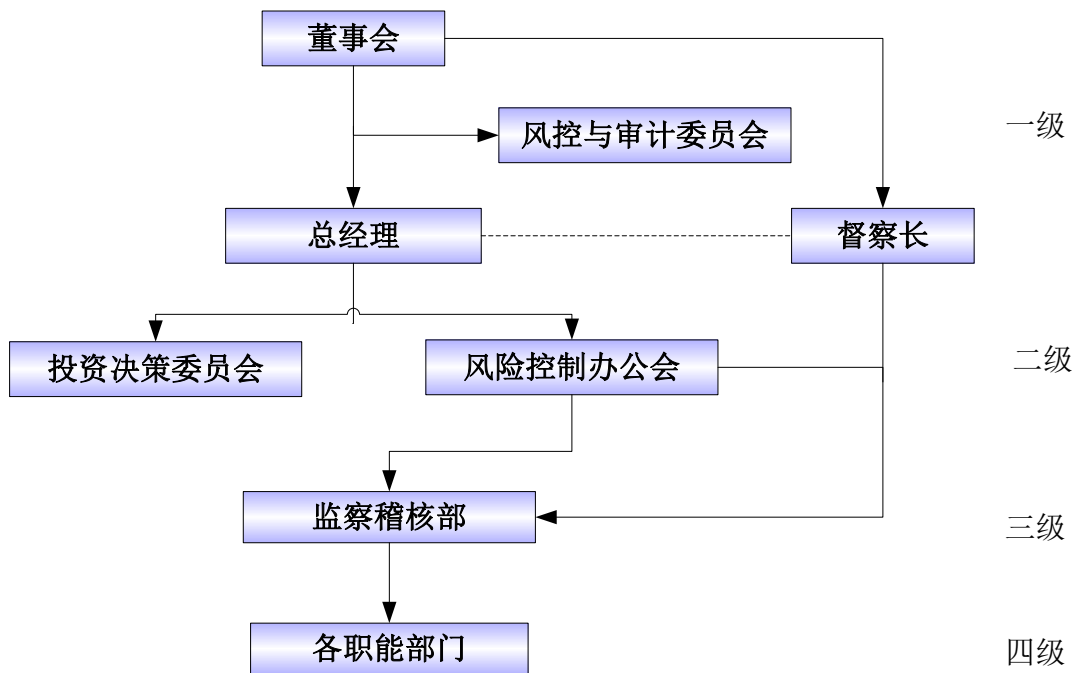 董事会
风控与审计委员会
一级
总经理
督察长
投资决策委员会
风险控制办公会
二级
监察稽核部
三级
各职能部门
四级